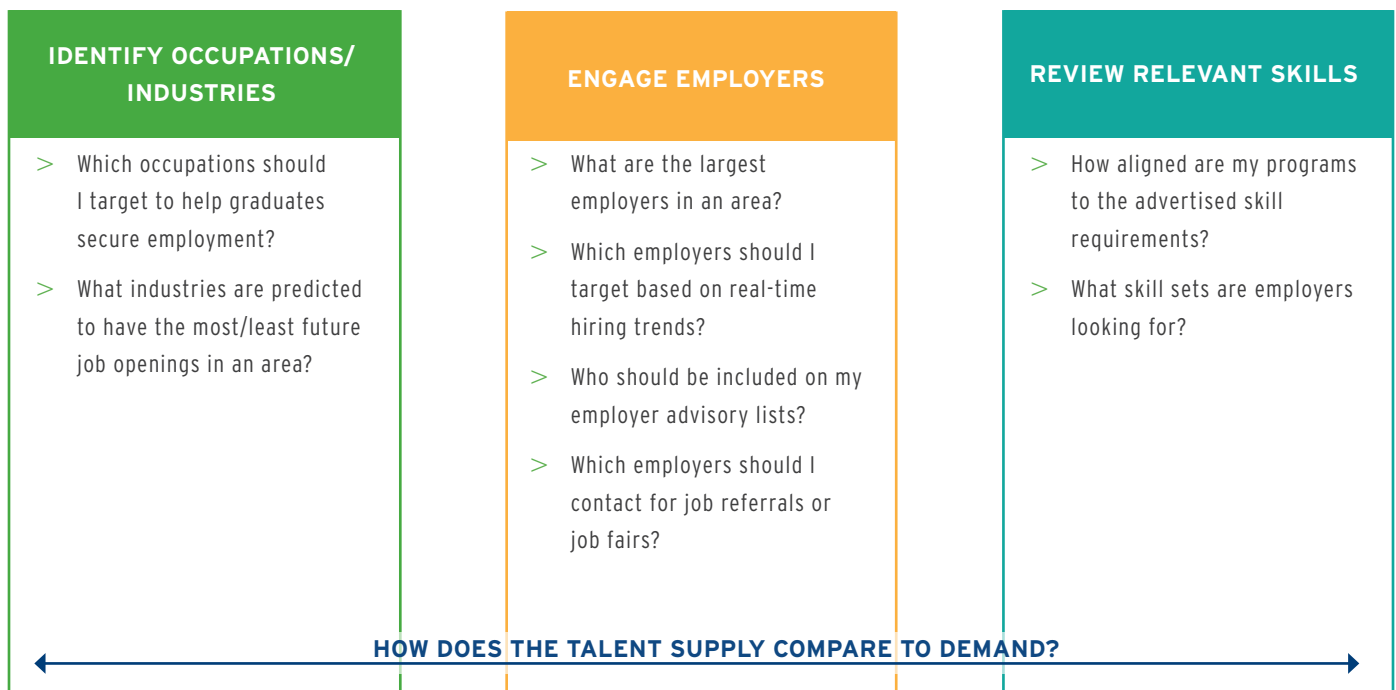 IDENTIFY OCCUPATIONS/
INDUSTRIES
> Which occupations should
I target to help graduates
secure employment?
> What industries are predicted
to have the most/least future
job openings in an area?
ENGAGE EMPLOYERS
> What are the largest
employers in an area?
> Which employers should I
target based on real-time
hiring trends?
> Who should be included on my
employer advisory lists?
> Which employers should I
contact for job referrals or
job fairs?
REVIEW RELEVANT SKILLS
> How aligned are my programs
to the advertised skill
requirements?
> What skill sets are employers
looking for?
HOW DOES THE TALENT SUPPLY COMPARE TO DEMAND?